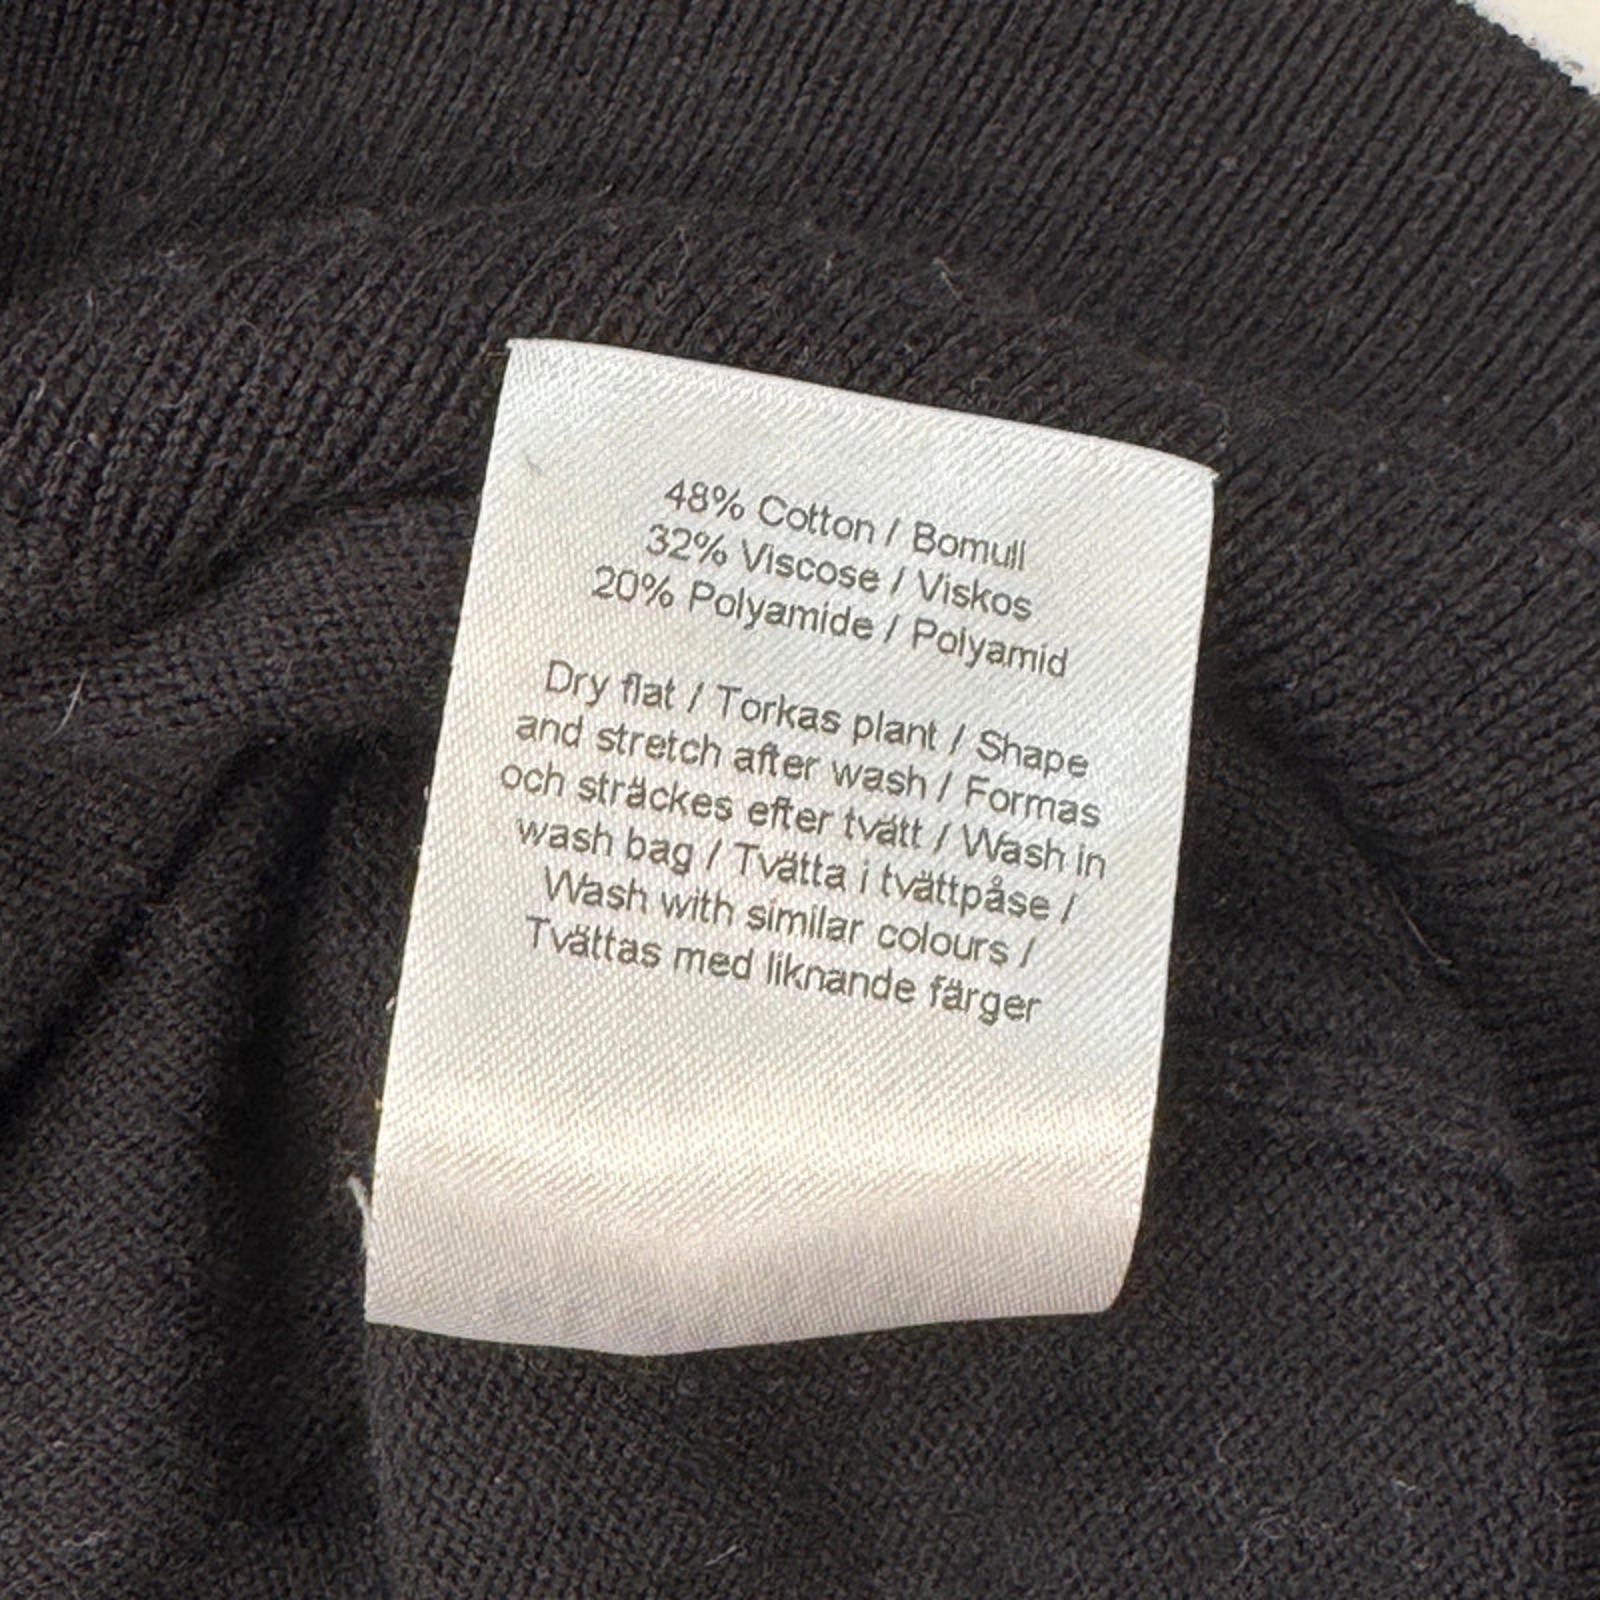 48% Cotton / Bomull
32% Viscose / Viskos
20% Polyamide / Polyamid
Dry flat / Torkas plant / Shape
and stretch after wash / Formas
och sträckes efter tvätt / Wash in
wash bag / Tvätta i tvättpåse /
Wash with similar colours /
Tvättas med liknande färger